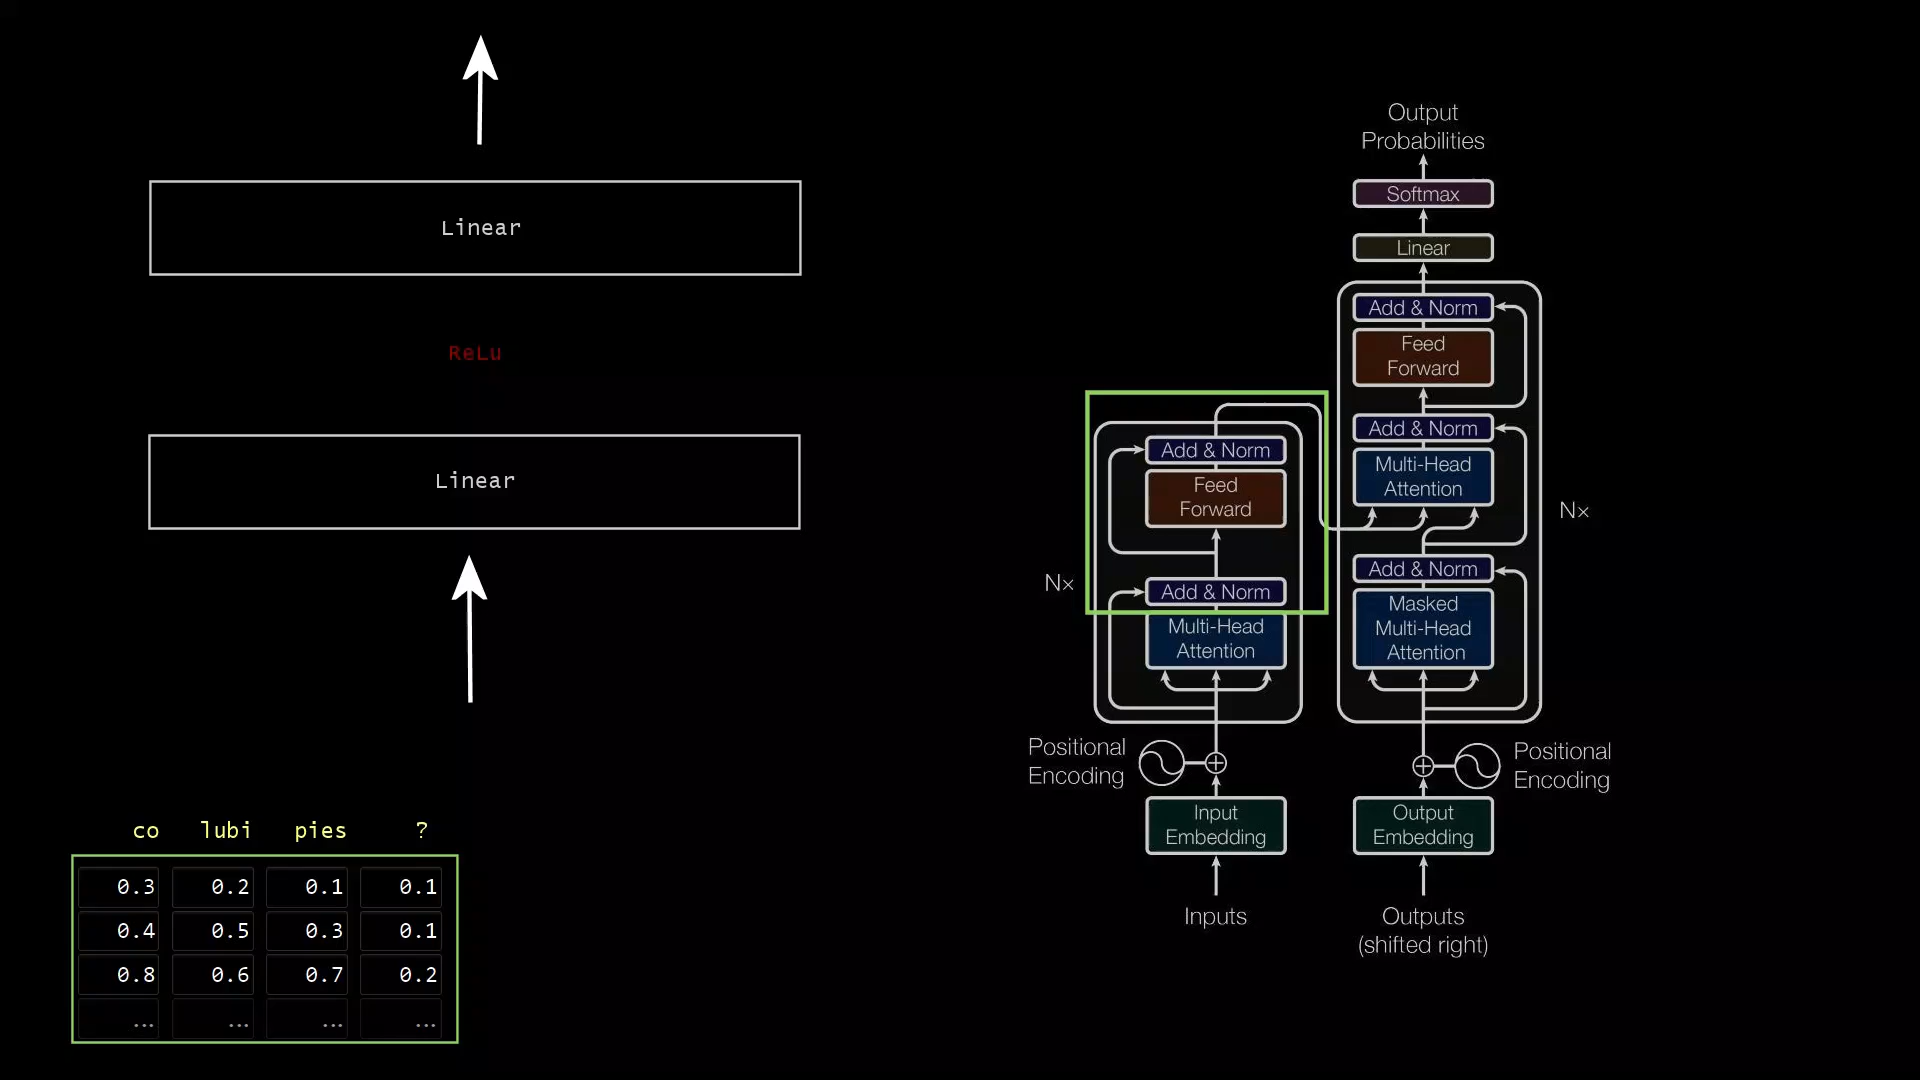 Linear
ReLu
Linear
co lubi pies ?
0.3 0.2 0.1 0.1
0.4 0.5 0.3 0.1
0.8 0.6 0.7 0.2
... ... ... ...
Output
Probabilities
Softmax
Linear
Add & Norm
Feed
Forward
Add & Norm
Multi-Head
Attention
Nx
Add & Norm
Masked
Multi-Head
Attention
Positional
Encoding
Output
Embedding
Outputs
(shifted right)
Add & Norm
Feed
Forward
Nx
Add & Norm
Multi-Head
Attention
Positional
Encoding
Input
Embedding
Inputs